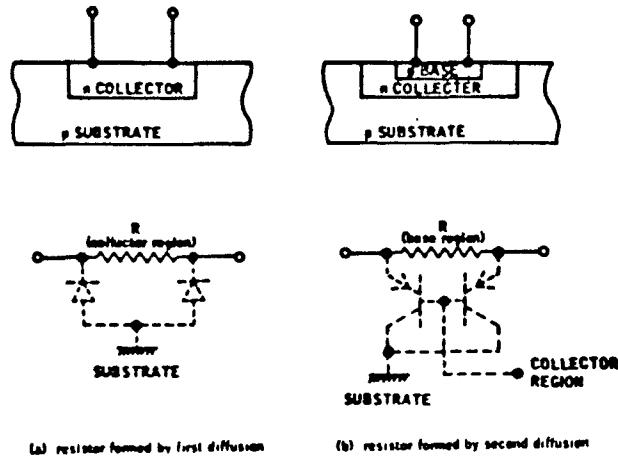 n COLLECTOR
p SUBSTRATE
p BASE
n COLLECTER
p SUBSTRATE
R
(collector region)
SUBSTRATE
R
(base region)
SUBSTRATE
COLLECTOR
REGION
(a) resistor formed by first diffusion
(b) resistor formed by second diffusion